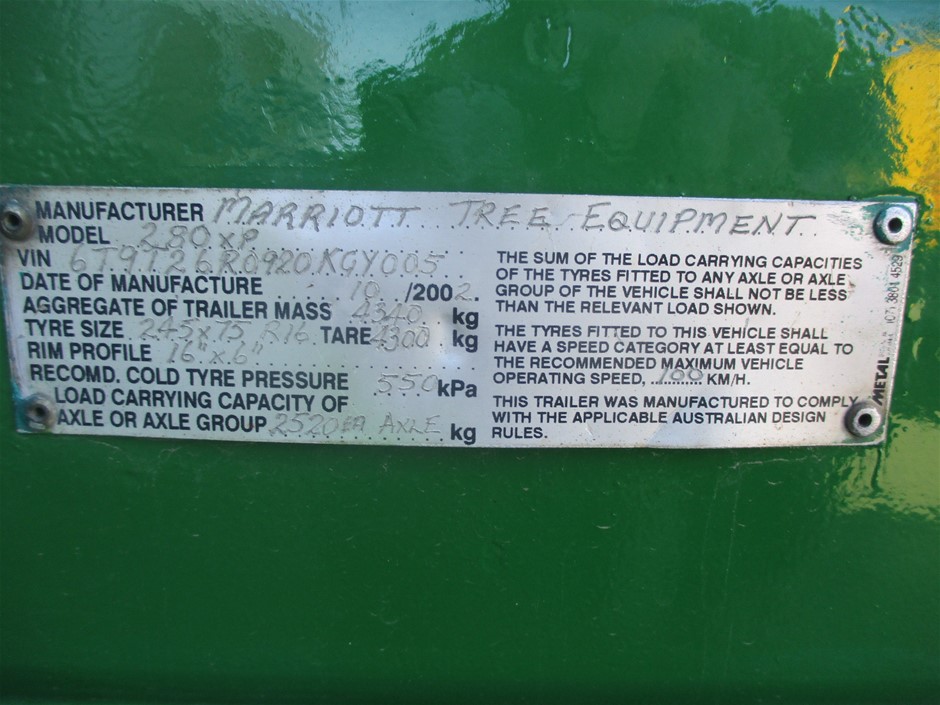 MANUFACTURER MARRIOTT TREE EQUIPMENT
MODEL 280XP
VIN 6T9T26R0920KGY005
DATE OF MANUFACTURE 10 /2002.
AGGREGATE OF TRAILER MASS 4340 kg
TYRE SIZE 245x75 R16 TARE 4300 kg
RIM PROFILE 16"x6"
RECOMD. COLD TYRE PRESSURE 550 kPa
LOAD CARRYING CAPACITY OF
AXLE OR AXLE GROUP 2520 EA AXLE kg
THE SUM OF THE LOAD CARRYING CAPACITIES
OF THE TYRES FITTED TO ANY AXLE OR AXLE
GROUP OF THE VEHICLE SHALL NOT BE LESS
THAN THE RELEVANT LOAD SHOWN.
THE TYRES FITTED TO THIS VEHICLE SHALL
HAVE A SPEED CATEGORY AT LEAST EQUAL TO
THE RECOMMENDED MAXIMUM VEHICLE
OPERATING SPEED, 100 KM/H.
THIS TRAILER WAS MANUFACTURED TO COMPLY
WITH THE APPLICABLE AUSTRALIAN DESIGN
RULES.
3804 4529